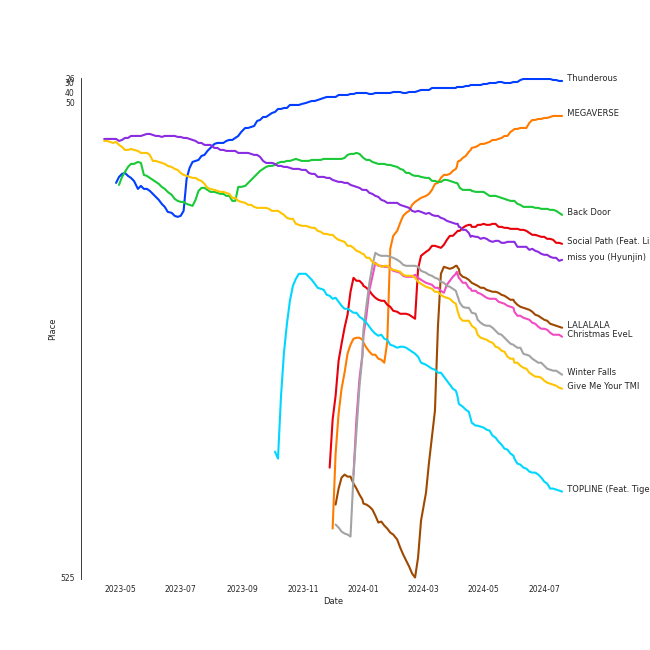 26
30
40
50
525
Place
2023-05
2023-07
2023-09
2023-11
2024-01
2024-03
2024-05
2024-07
Date
Thunderous
MEGAVERSE
Back Door
Social Path (Feat. Li
miss you (Hyunjin)
LALALALA
Christmas EveL
Winter Falls
Give Me Your TMI
TOPLINE (Feat. Tige